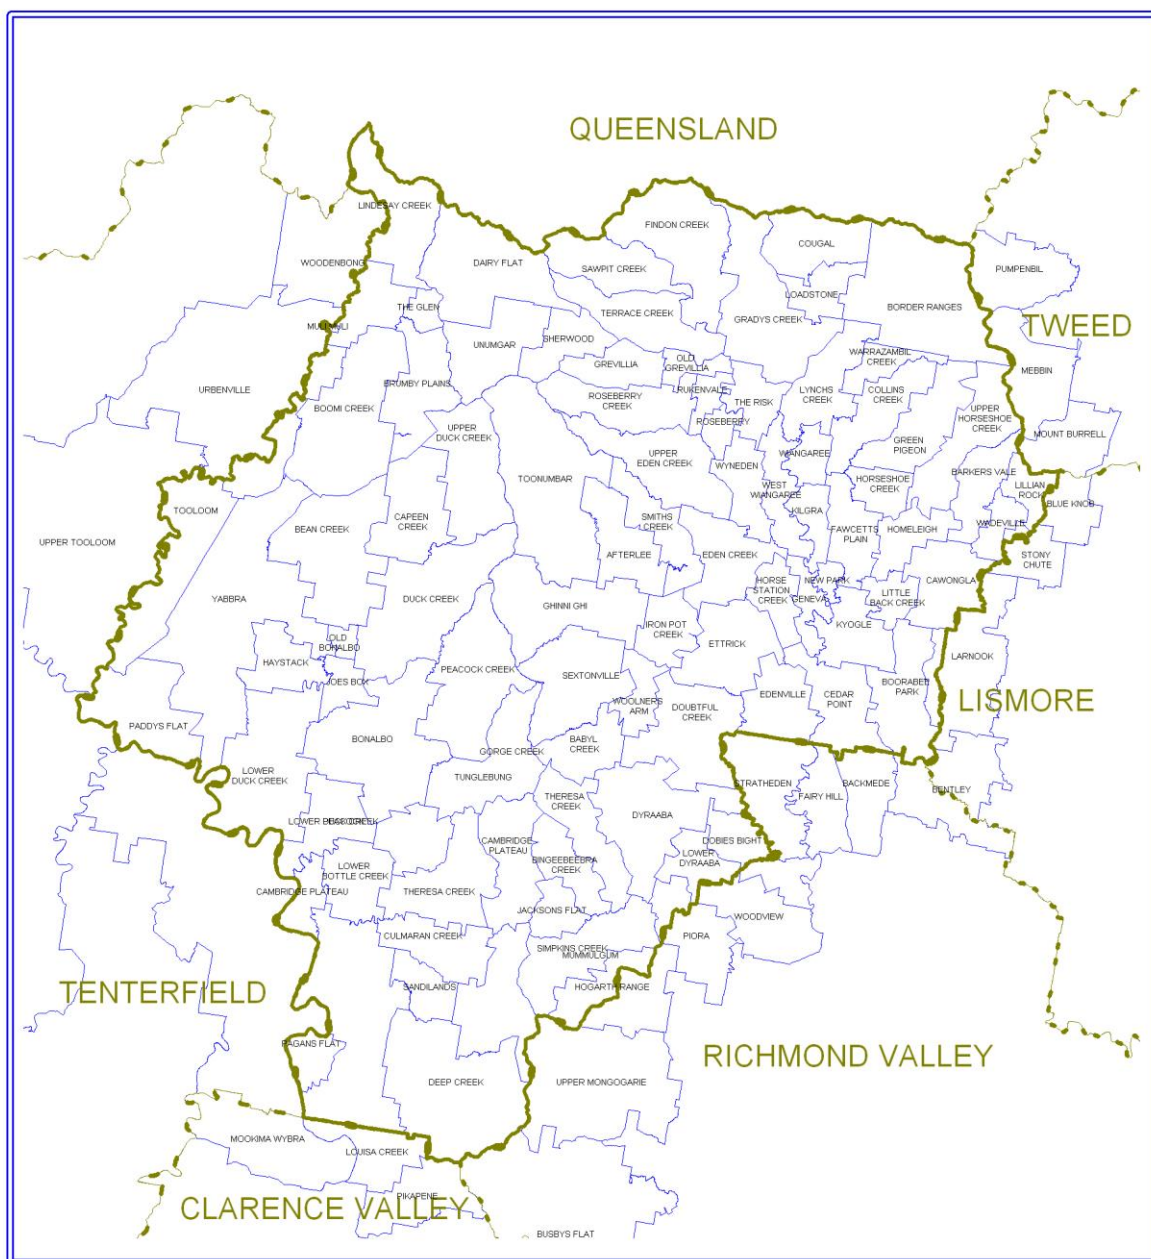 QUEENSLAND
LINDESAY CREEK
FINDON CREEK
COUGAL
WOODENBONG
DAIRY FLAT
SAWPIT CREEK
PUMPENBIL
LOADSTONE
THE GLEN
TERRACE CREEK
GRADYS CREEK
BORDER RANGES
TWEED
MULI MULI
UNUMGAR
SHERWOOD
GREVILLIA
OLD
GREVILLIA
WARRAZAMBIL
CREEK
MEBBIN
URBENVILLE
BRUMBY PLAINS
BOOMI CREEK
ROSEBERRY
CREEK
RUKENVALE
THE RISK
LYNCHS
CREEK
COLLINS
CREEK
UPPER
HORSESHOE
CREEK
UPPER
DUCK CREEK
ROSEBERRY
MOUNT BURRELL
UPPER
EDEN CREEK
WYNEDEN
WIANGAREE
GREEN
PIGEON
BARKERS VALE
TOONUMBAR
WEST
WIANGAREE
HORSESHOE
CREEK
LILLIAN
ROCK
BLUE KNOB
TOOLOOM
BEAN CREEK
CAPEEN
CREEK
SMITHS
CREEK
KILGRA
FAWCETTS
PLAIN
HOMELEIGH
WADEVILLE
UPPER TOOLOOM
AFTERLEE
EDEN CREEK
STONY
CHUTE
YABBRA
DUCK CREEK
GHINNI GHI
HORSE
STATION
CREEK
NEW PARK
GENEVA
LITTLE
BACK CREEK
CAWONGLA
IRON POT
CREEK
KYOGLE
OLD
BONALBO
ETTRICK
HAYSTACK
PEACOCK CREEK
SEXTONVILLE
LARNOOK
JOES BOX
WOOLNERS
ARM
DOUBTFUL
CREEK
EDENVILLE
CEDAR
POINT
BOORABEE
PARK
LISMORE
PADDYS FLAT
BONALBO
GORGE CREEK
BABYL
CREEK
LOWER
DUCK CREEK
TUNGLEBUNG
STRATHEDEN
FAIRY HILL
BACKMEDE
BENTLEY
THERESA
CREEK
DYRAABA
CAMBRIDGE
PLATEAU
DOBIES BIGHT
LOWER
DYRAABA
LOWER
BOTTLE CREEK
DINGEEBEEBRA
CREEK
CAMBRIDGE PLATEAU
THERESA CREEK
JACKSONS FLAT
WOODVIEW
CULMARAN CREEK
PIORA
SIMPKINS CREEK
MUMMULGUM
TENTERFIELD
SANDILANDS
HOGARTH RANGE
PAGANS FLAT
RICHMOND VALLEY
DEEP CREEK
UPPER MONGOGARIE
MOOKIMA WYBRA
LOUISA CREEK
PIKAPENE
CLARENCE VALLEY
BUSBYS FLAT